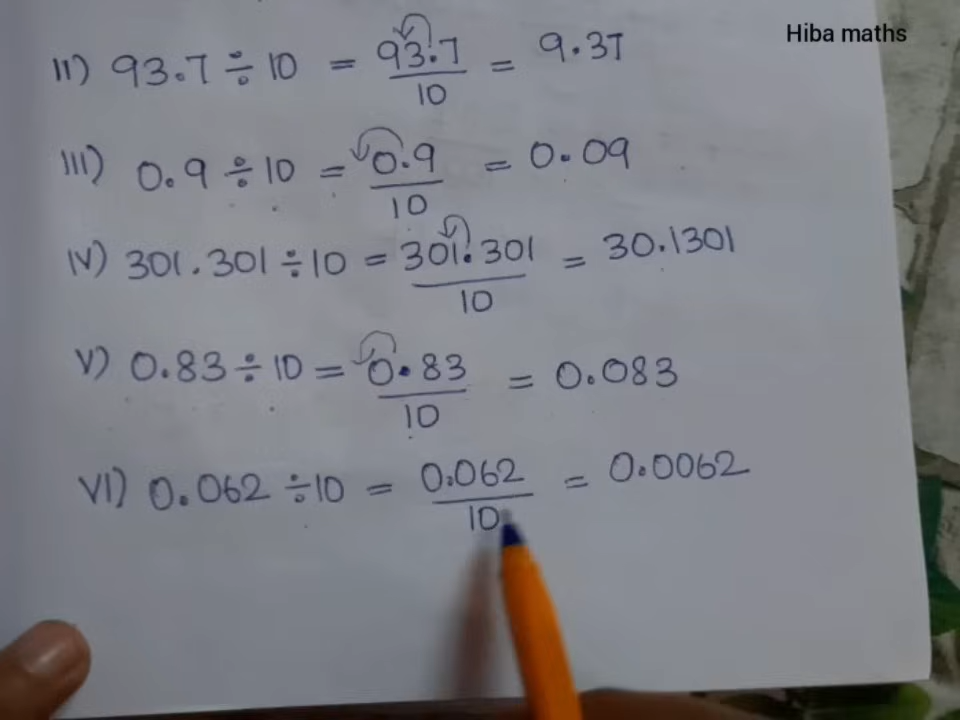 Hiba maths
II) 93.7 ÷ 10 = 93.7/10 = 9.37
III) 0.9 ÷ 10 = 0.9/10 = 0.09
IV) 301.301 ÷ 10 = 301.301/10 = 30.1301
V) 0.83 ÷ 10 = 0.83/10 = 0.083
VI) 0.062 ÷ 10 = 0.062/10 = 0.0062